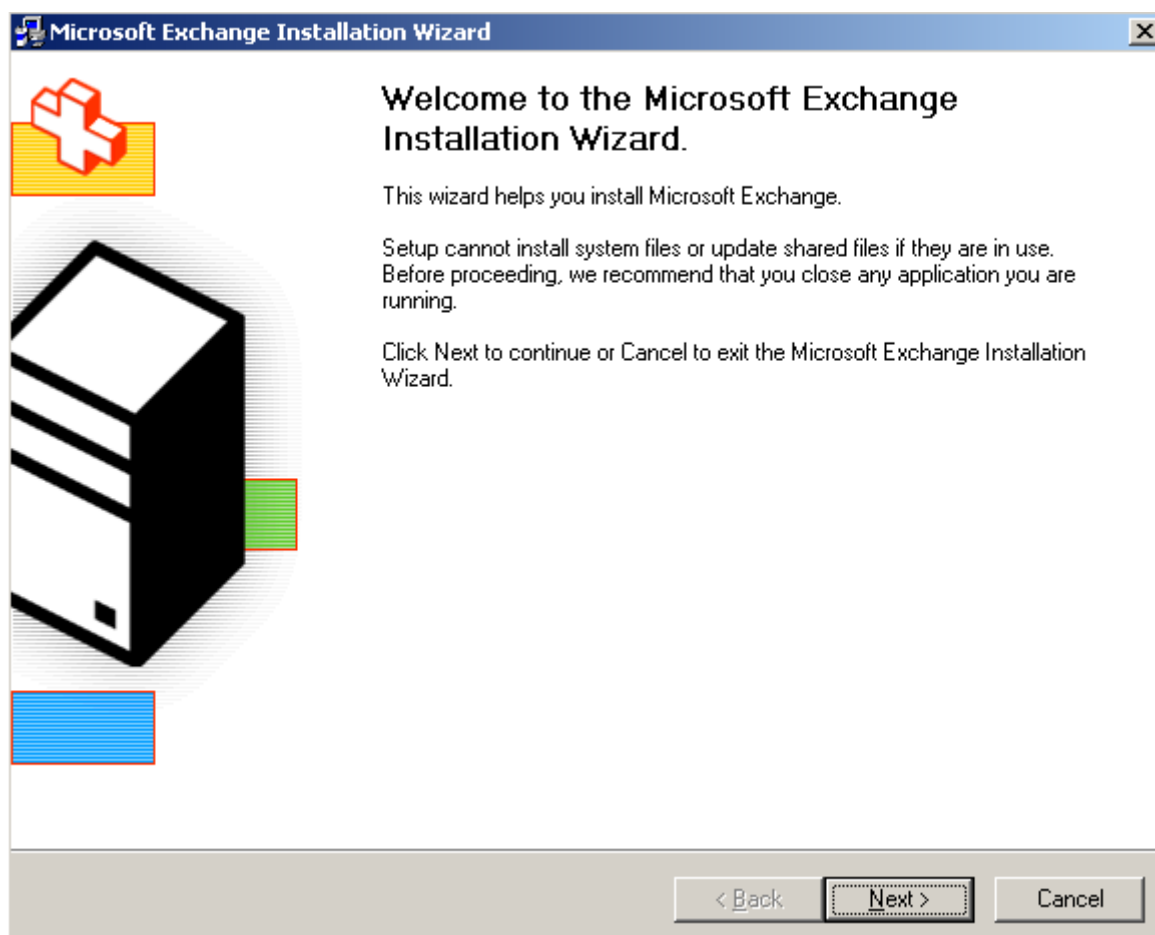 Microsoft Exchange Installation Wizard
Welcome to the Microsoft Exchange
Installation Wizard.
This wizard helps you install Microsoft Exchange.
Setup cannot install system files or update shared files if they are in use.
Before proceeding, we recommend that you close any application you are
running.
Click Next to continue or Cancel to exit the Microsoft Exchange Installation
Wizard.
< Back
Next >
Cancel